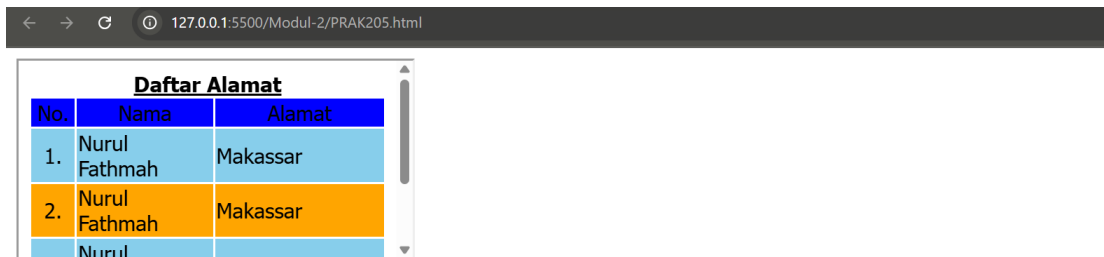 127.0.0.1:5500/Modul-2/PRAK205.html
Daftar Alamat
No. Nama Alamat
1. Nurul Fathmah Makassar
2. Nurul Fathmah Makassar
Nurul